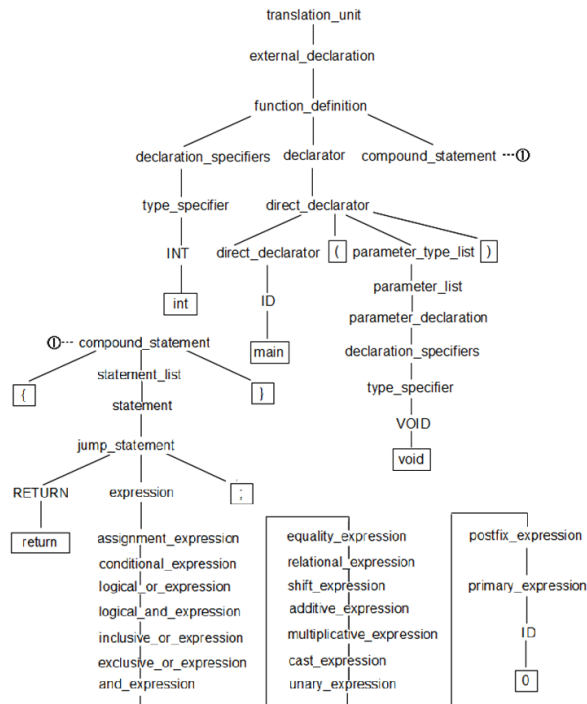 translation_unit
external_declaration
function_definition
declaration_specifiers declarator compound_statement ···①
type_specifier direct_declarator
INT direct_declarator ( parameter_type_list )
int ID parameter_list
main parameter_declaration
declaration_specifiers
type_specifier
VOID
void
①··· compound_statement
{ statement_list }
statement
jump_statement
RETURN expression ;
return
assignment_expression
conditional_expression
logical_or_expression
logical_and_expression
inclusive_or_expression
exclusive_or_expression
and_expression
equality_expression
relational_expression
shift_expression
additive_expression
multiplicative_expression
cast_expression
unary_expression
postfix_expression
primary_expression
ID
0